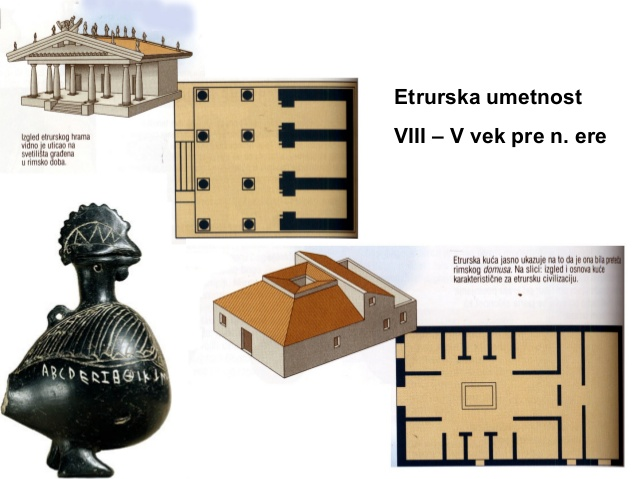 Etrurska umetnost
VIII – V vek pre n. ere
Izgled etrurskog hrama
vidno je uticao na
svetilišta građena
u rimsko doba.
Etrurska kuća jasno ukazuje na to da je ona bila preteča
rimskog domusa. Na slici: izgled i osnova kuće
karakteristične za etrursku civilizaciju.